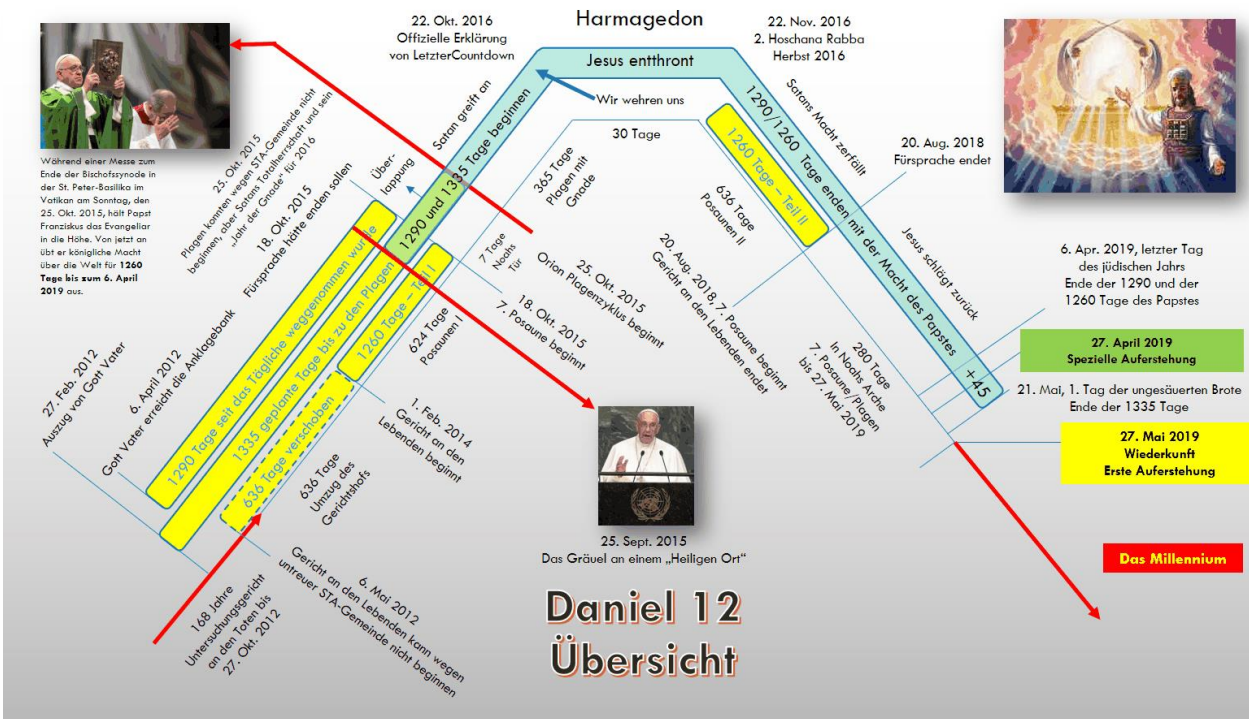 22. Okt. 2016
Offizielle Erklärung
von LetzterCountdown
Harmagedon
22. Nov. 2016
2. Hoschana Rabba
Herbst 2016
Jesus entthront
Wir wehren uns
30 Tage
Satan greift an
Satans Macht zerfällt
Während einer Messe zum
Ende der Bischofssynode in
der St. Peter-Basilika im
Vatikan am Sonntag, den
25. Okt. 2015, hält Papst
Franziskus das Evangeliar
in die Höhe. Von jetzt an
übt er königliche Macht
über die Welt für 1260
Tage bis zum 6. April
2019 aus.
25. Okt. 2015
Plagen konnten wegen STA-Gemeinde nicht
beginnen, aber Satans Totalherrschaft und sein
„Jahr der Gnade“ für 2016
18. Okt. 2015
Fürsprache hätte enden sollen
Über-
lappung
1290 und 1335 Tage beginnen
365 Tage
Plagen mit
Gnade
7 Tage
Noahs
Tür
25. Okt. 2015
Orion Plagenzyklus beginnt
18. Okt. 2015
7. Posaune beginnt
624 Tage
Posaunen I
1290 Tage seit das Tägliche weggenommen wurde
1335 geplante Tage bis zu den Plagen
1260 Tage – Teil I
636 Tage verschoben
27. Feb. 2012
Auszug von Gott Vater
6. April 2012
Gott Vater erreicht die Anklagebank
1. Feb. 2014
Gericht an den
Lebenden beginnt
636 Tage
Umzug des
Gerichtshofs
6. Mai 2012
Gericht an den Lebenden kann wegen
untreuer STA-Gemeinde nicht beginnen
168 Jahre
Untersuchungsgericht
an den Toten bis
27. Okt. 2012
1260 Tage – Teil II
1290/1260 Tage enden mit der Macht des Papstes
+45
636 Tage
Posaunen II
20. Aug. 2018
Fürsprache endet
20. Aug. 2018, 7. Posaune beginnt
Gericht an den Lebenden endet
280 Tage
In Noahs Arche
7. Posaune/Plagen
bis 27. Mai 2019
Jesus schlägt zurück
6. Apr. 2019, letzter Tag
des jüdischen Jahrs
Ende der 1290 und der
1260 Tage des Papstes
27. April 2019
Spezielle Auferstehung
21. Mai, 1. Tag der ungesäuerten Brote
Ende der 1335 Tage
27. Mai 2019
Wiederkunft
Erste Auferstehung
Das Millennium
25. Sept. 2015
Das Gräuel an einem „Heiligen Ort“
Daniel 12
Übersicht